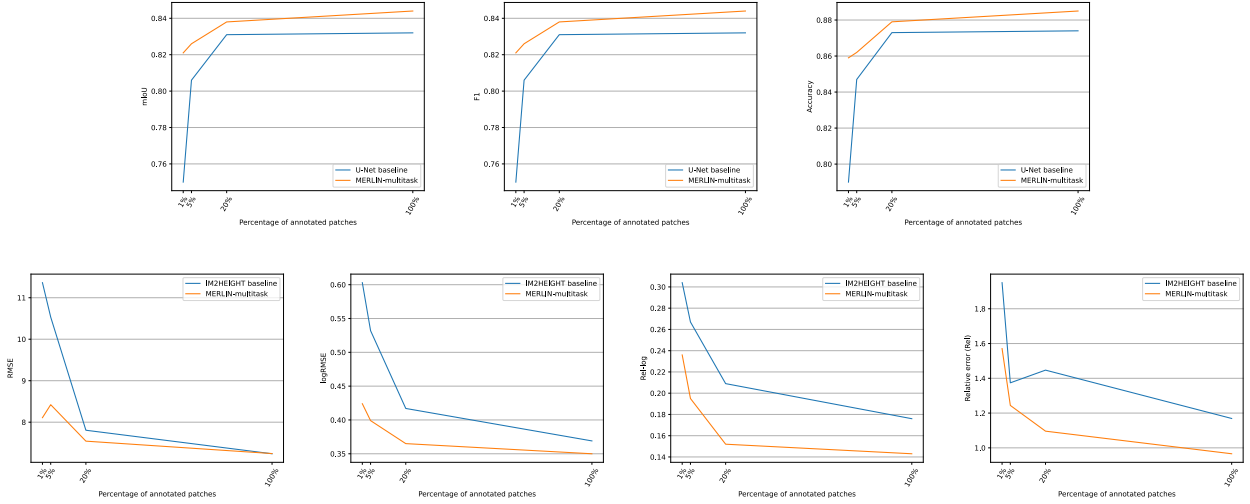 0.84
0.82
0.80
0.78
0.76
mIoU
U-Net baseline
MERLIN-multitask
1%
5%
20%
100%
Percentage of annotated patches
0.84
0.82
0.80
0.78
0.76
F1
U-Net baseline
MERLIN-multitask
1%
5%
20%
100%
Percentage of annotated patches
0.88
0.86
0.84
0.82
0.80
Accuracy
U-Net baseline
MERLIN-multitask
1%
5%
20%
100%
Percentage of annotated patches
11
10
9
8
RMSE
IM2HEIGHT baseline
MERLIN-multitask
1%
5%
20%
100%
Percentage of annotated patches
0.60
0.55
0.50
0.45
0.40
0.35
logRMSE
IM2HEIGHT baseline
MERLIN-multitask
1%
5%
20%
100%
Percentage of annotated patches
0.30
0.28
0.26
0.24
0.22
0.20
0.18
0.16
0.14
Rel-log
IM2HEIGHT baseline
MERLIN-multitask
1%
5%
20%
100%
Percentage of annotated patches
1.8
1.6
1.4
1.2
1.0
Relative error (Rel)
IM2HEIGHT baseline
MERLIN-multitask
1%
5%
20%
100%
Percentage of annotated patches